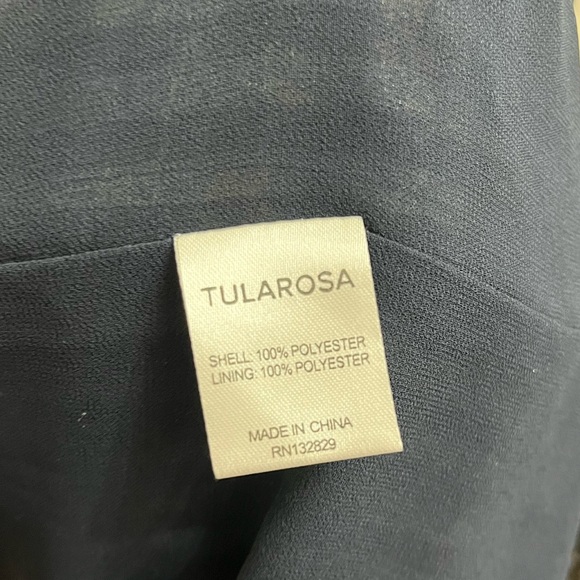 TULAROSA
SHELL: 100% POLYESTER
LINING: 100% POLYESTER
MADE IN CHINA
RN132829